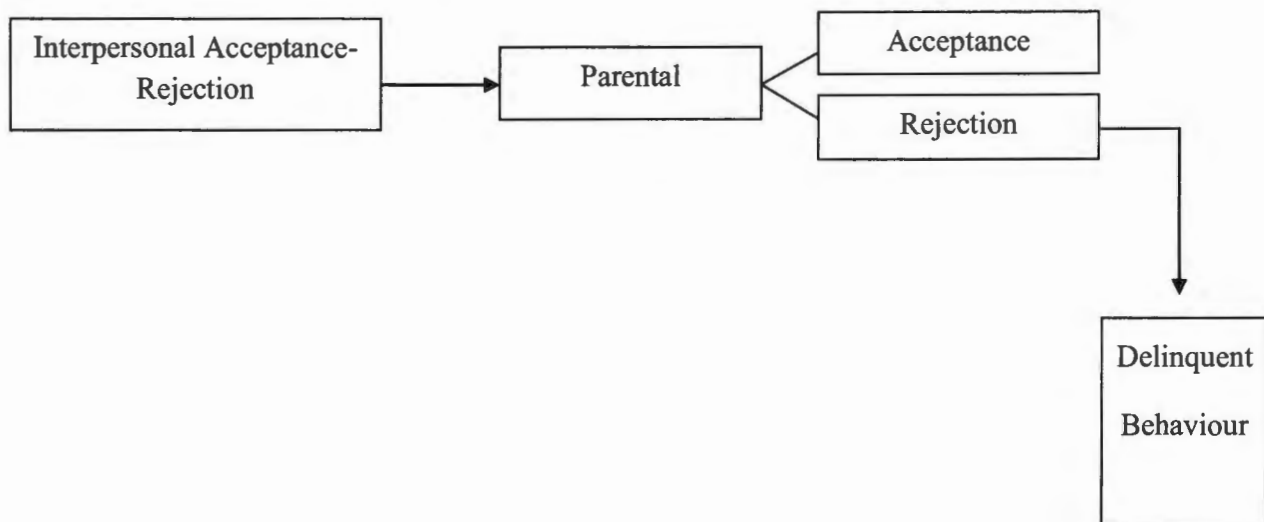 Interpersonal Acceptance-
Rejection
Parental
Acceptance
Rejection
Delinquent
Behaviour